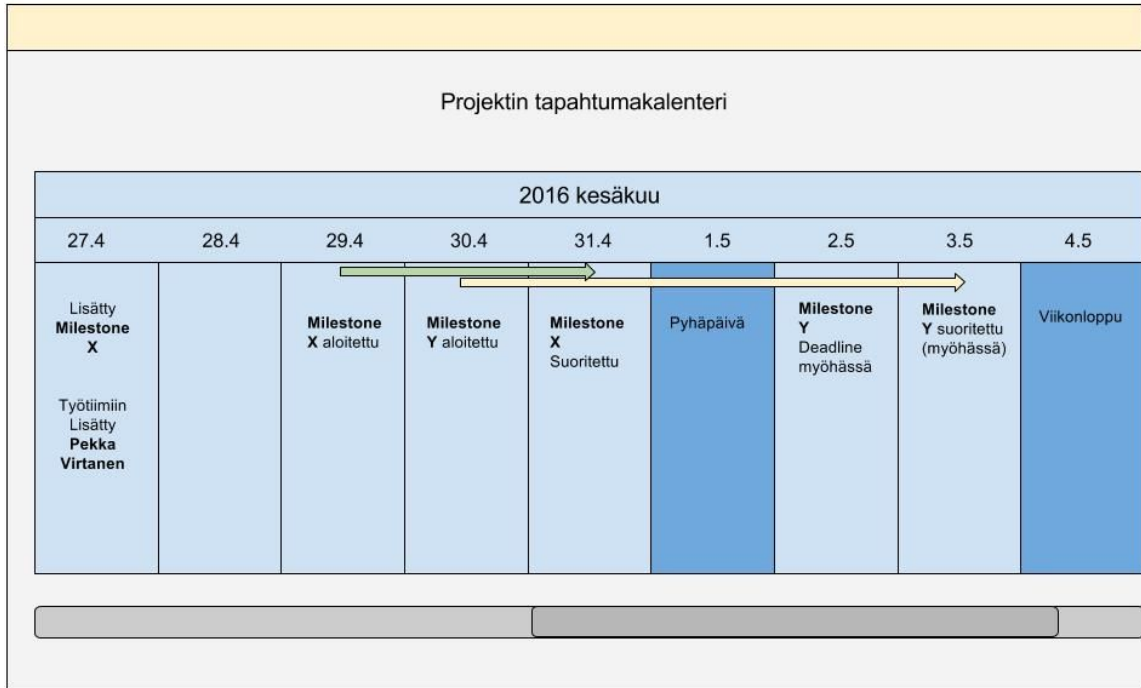 Projektin tapahtumakalenteri
2016 kesäkuu
27.4 28.4 29.4 30.4 31.4 1.5 2.5 3.5 4.5
Lisätty
Milestone
X
Työtiimiin
Lisätty
Pekka
Virtanen
Milestone
X aloitettu
Milestone
Y aloitettu
Milestone
X
Suoritettu
Pyhäpäivä
Milestone
Y
Deadline
myöhässä
Milestone
Y suoritettu
(myöhässä)
Viikonloppu